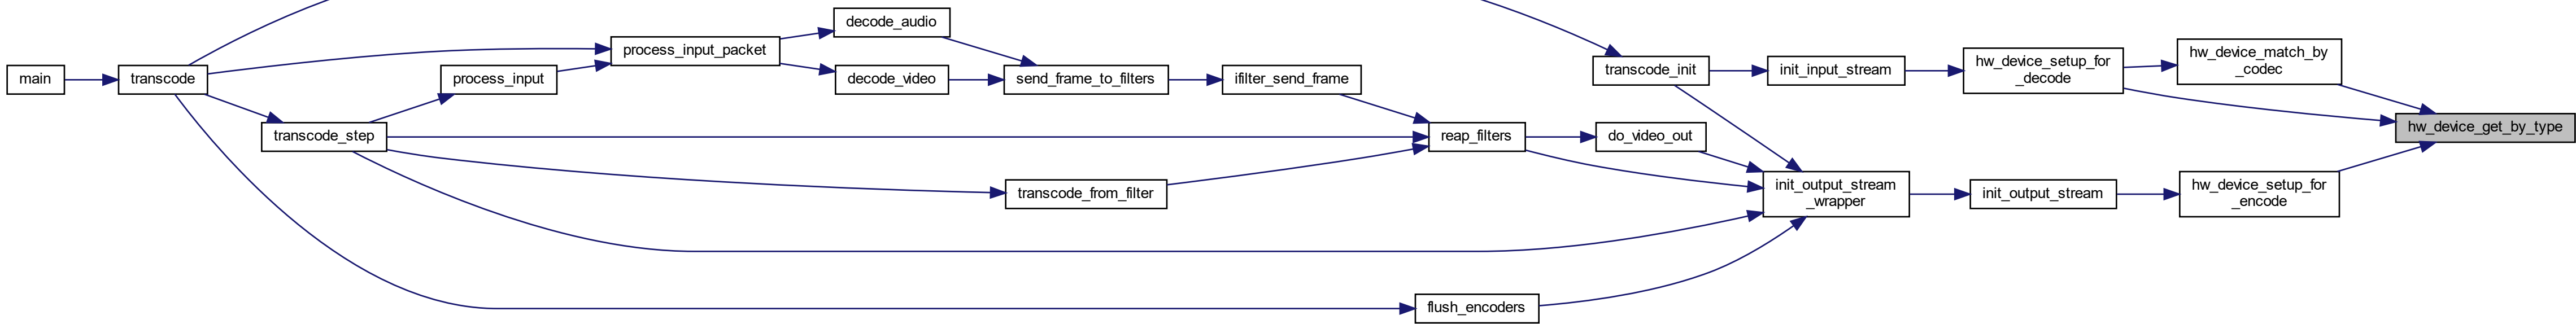 main
transcode
transcode_step
process_input
process_input_packet
decode_audio
decode_video
send_frame_to_filters
transcode_from_filter
ifilter_send_frame
reap_filters
flush_encoders
transcode_init
do_video_out
init_output_stream
_wrapper
init_input_stream
init_output_stream
hw_device_setup_for
_decode
hw_device_match_by
_codec
hw_device_setup_for
_encode
hw_device_get_by_type